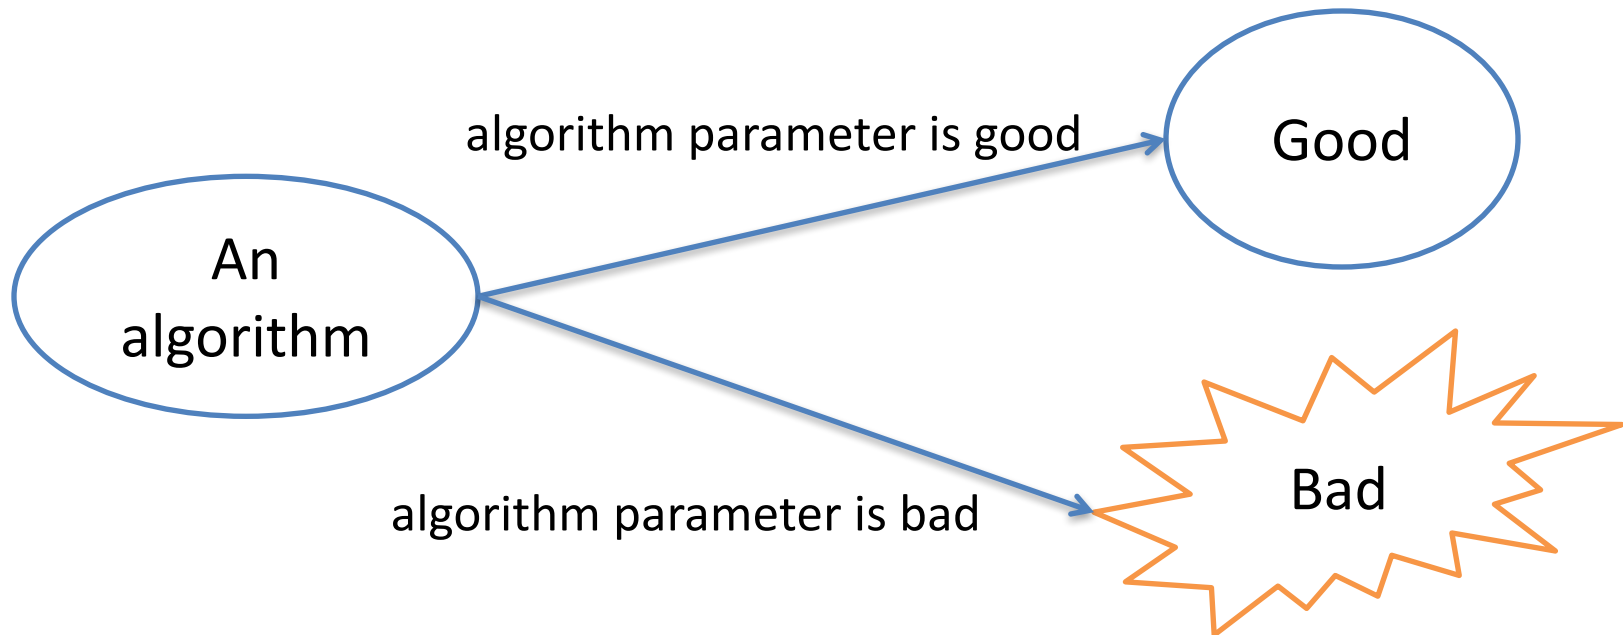 algorithm parameter is good
Good
An
algorithm
Bad
algorithm parameter is bad